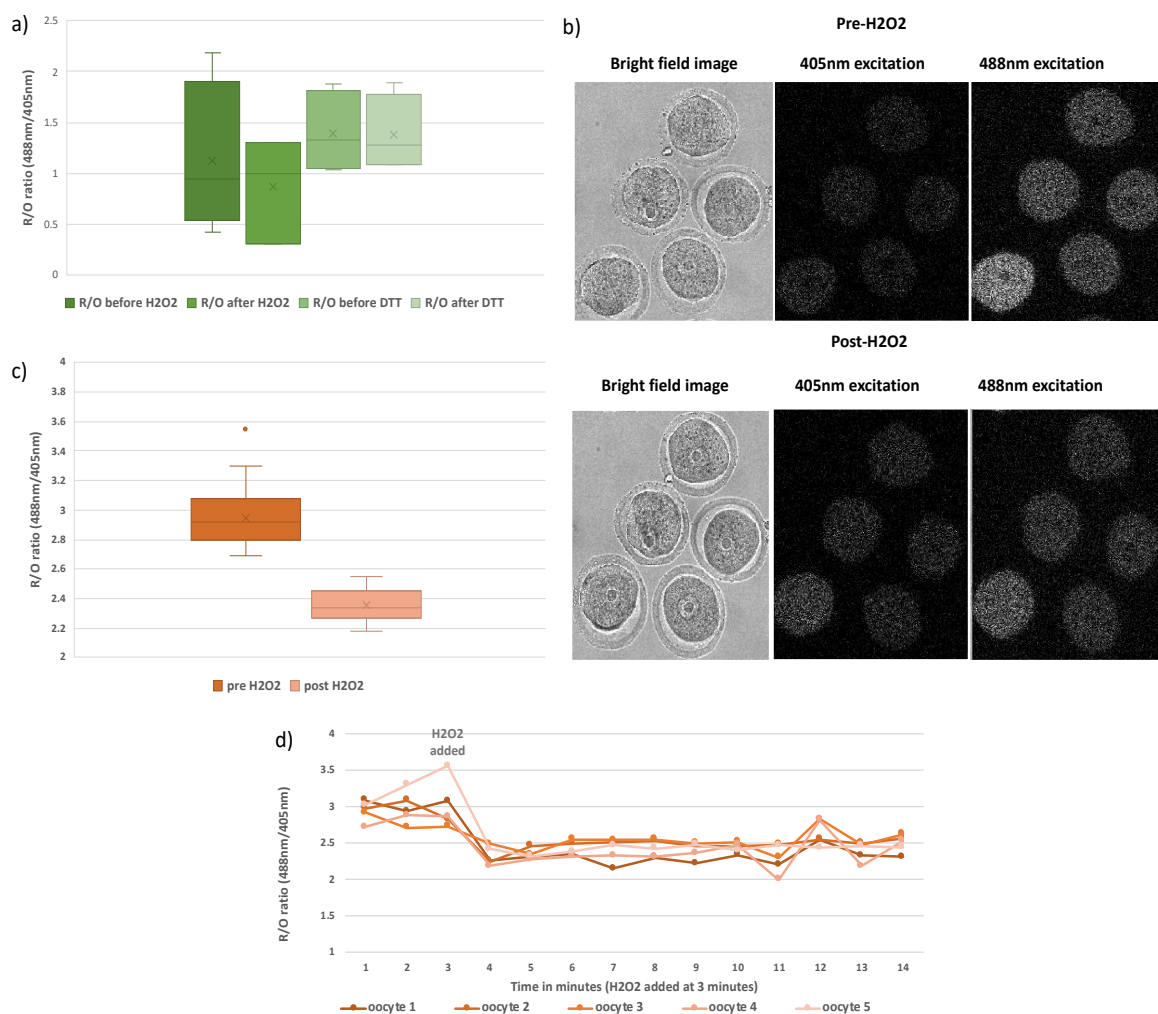 a)
2.5
2
1.5
1
0.5
0
R/O ratio (488nm/405nm)
R/O before H2O2 R/O after H2O2 R/O before DTT R/O after DTT
b)
Pre-H2O2
Bright field image 405nm excitation 488nm excitation
Post-H2O2
Bright field image 405nm excitation 488nm excitation
c)
4
3.8
3.6
3.4
3.2
3
2.8
2.6
2.4
2.2
2
R/O ratio (488nm/405nm)
pre H2O2 post H2O2
d)
H2O2
added
4
3.5
3
2.5
2
1.5
1
R/O ratio (488nm/405nm)
1 2 3 4 5 6 7 8 9 10 11 12 13 14
Time in minutes (H2O2 added at 3 minutes)
oocyte 1 oocyte 2 oocyte 3 oocyte 4 oocyte 5